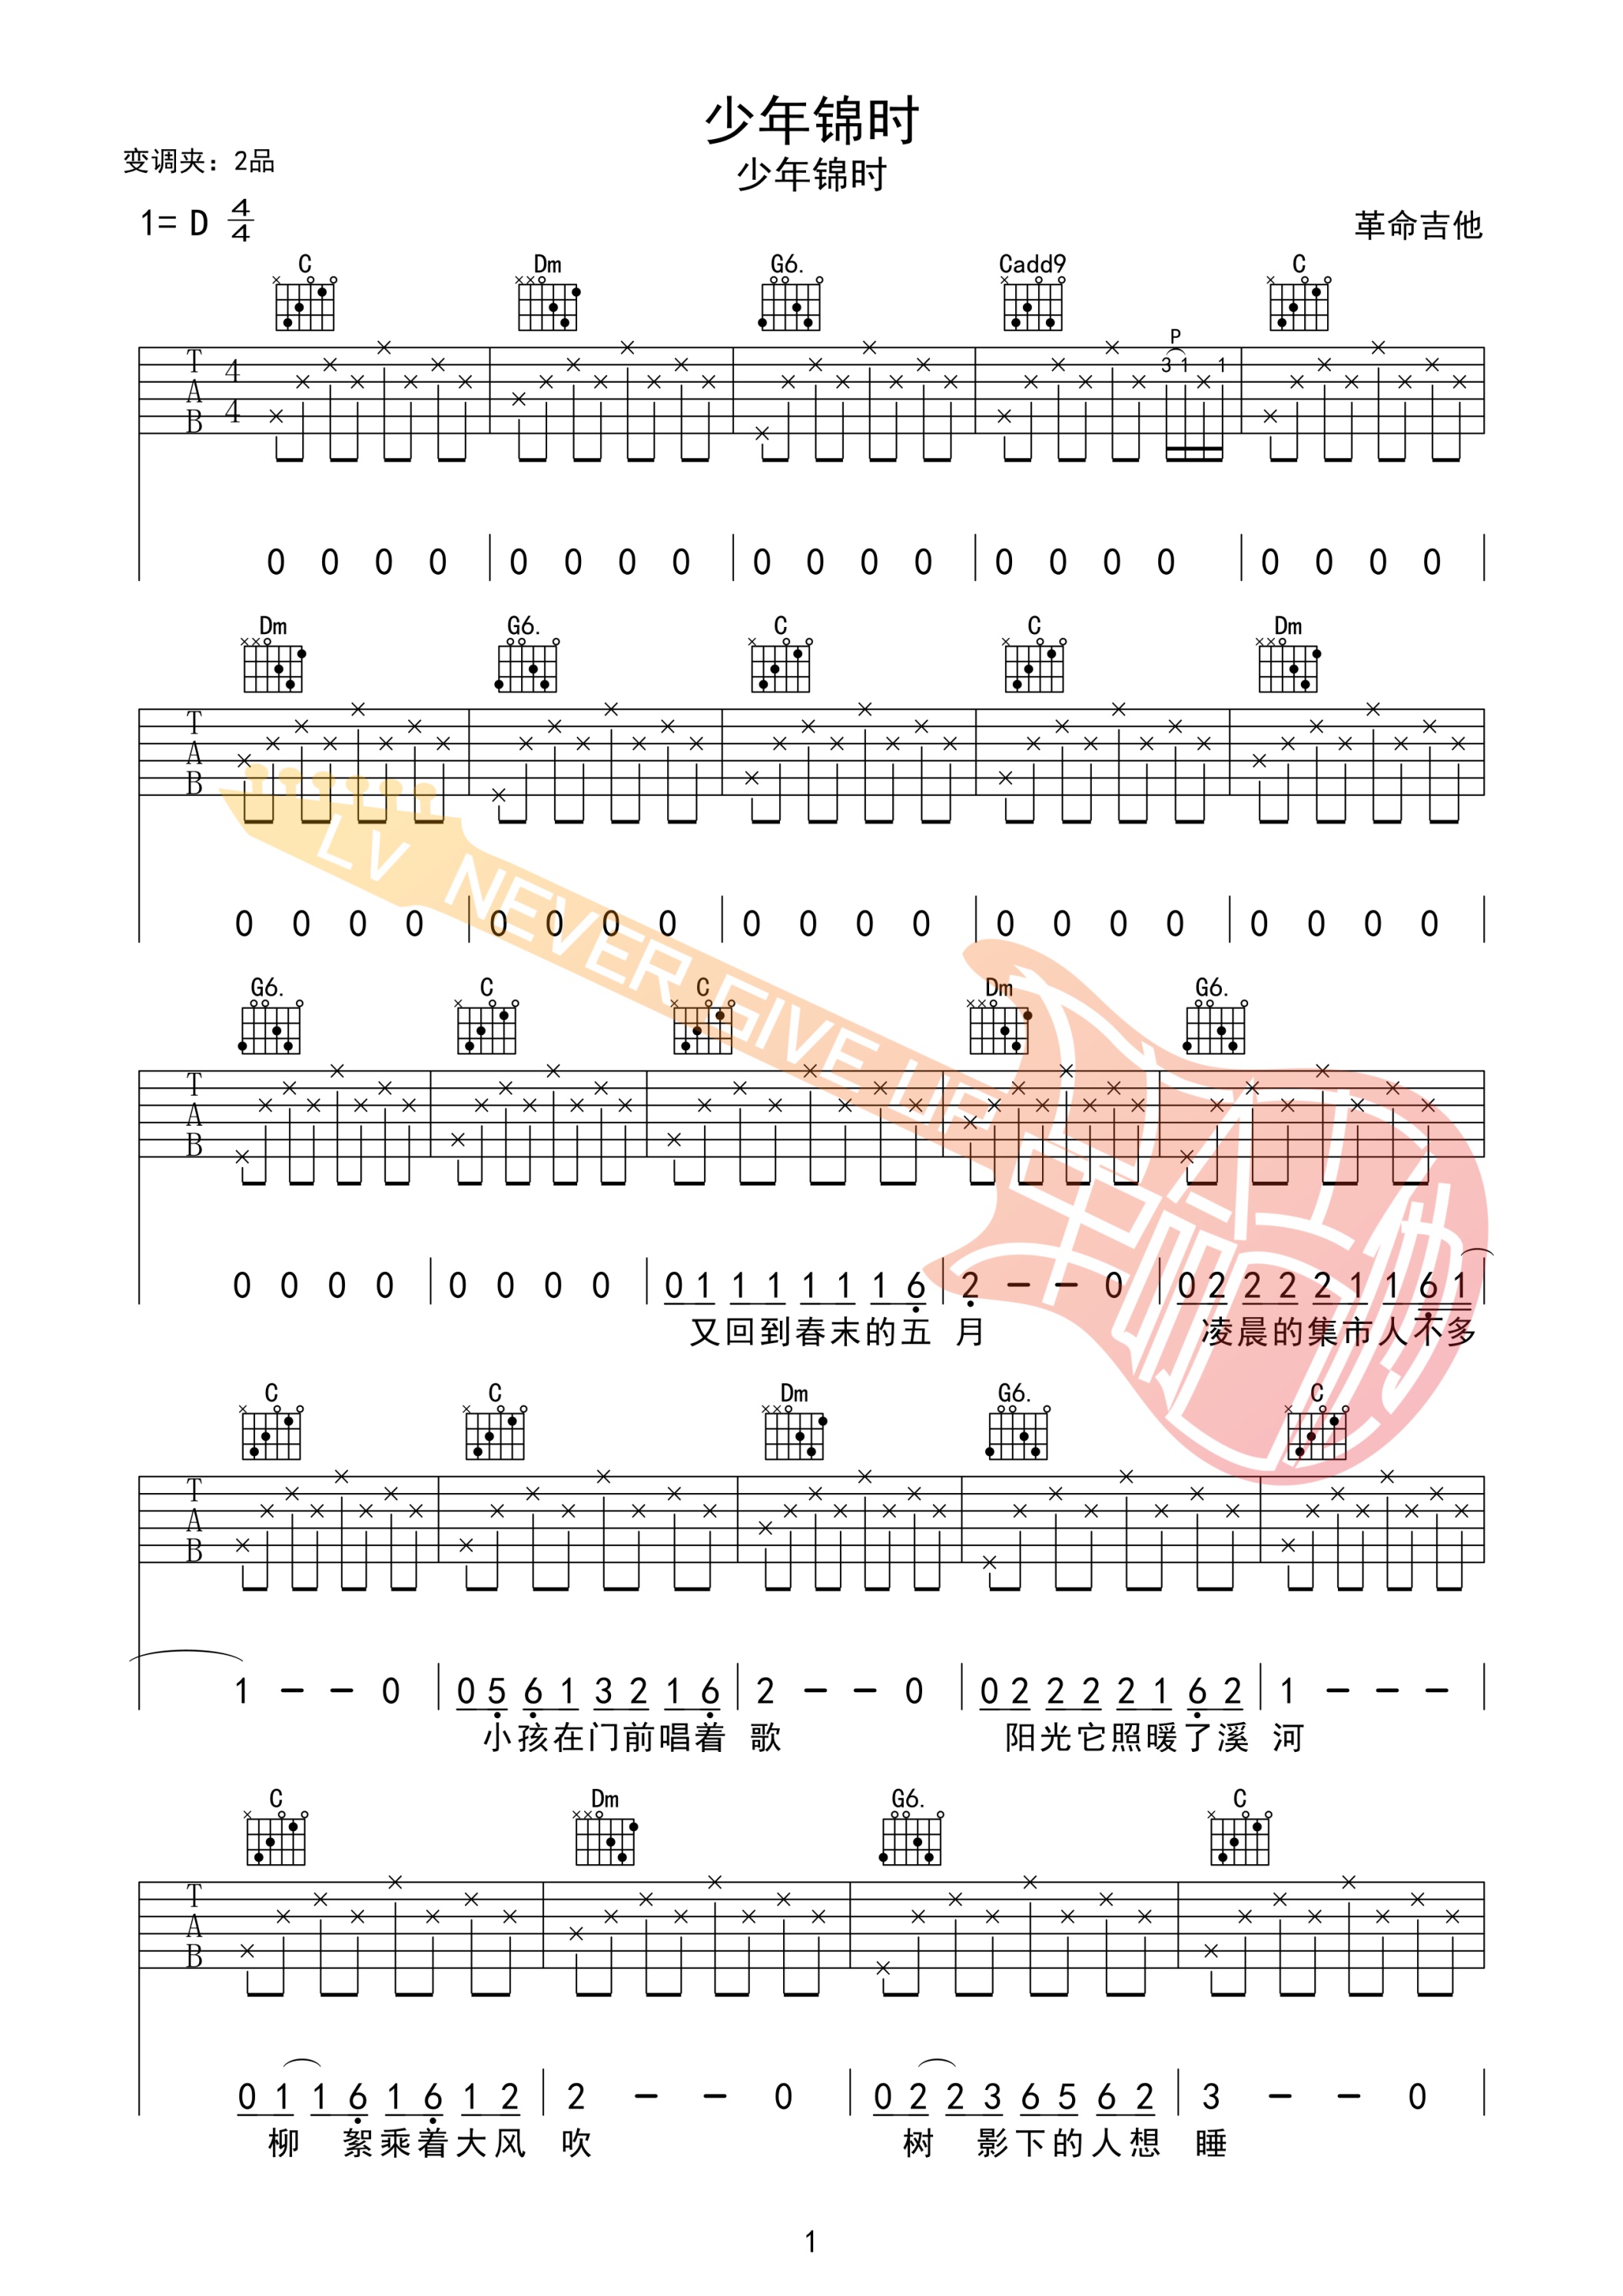 少年锦时
变调夹：2品
少年锦时
1= D 4/4
革命吉他
C Dm G6. Cadd9 C
P
T A B 4 4 3 1 1
0 0 0 0 0 0 0 0 0 0 0 0 0 0 0 0 0 0 0 0
Dm G6. C C Dm
T A B
0 0 0 0 0 0 0 0 0 0 0 0 0 0 0 0 0 0 0 0
LV NEVER GIVE UP
G6. C C Dm G6.
T A B
0 0 0 0 0 0 0 0 0 1 1 1 1 1 1 6 2 - - 0 0 2 2 2 2 1 1 6 1
又回到春末的五月 凌晨的集市人不多
C C Dm G6. C
T A B
1 - - 0 0 5 6 1 3 2 1 6 2 - - 0 0 2 2 2 2 1 6 2 1 - - -
小孩在门前唱着歌 阳光它照暖了溪河
C Dm G6. C
T A B
0 1 1 6 1 6 1 2 2 - - 0 0 2 2 3 6 5 6 2 3 - - 0
柳絮乘着大风吹 树影下的人想睡
1